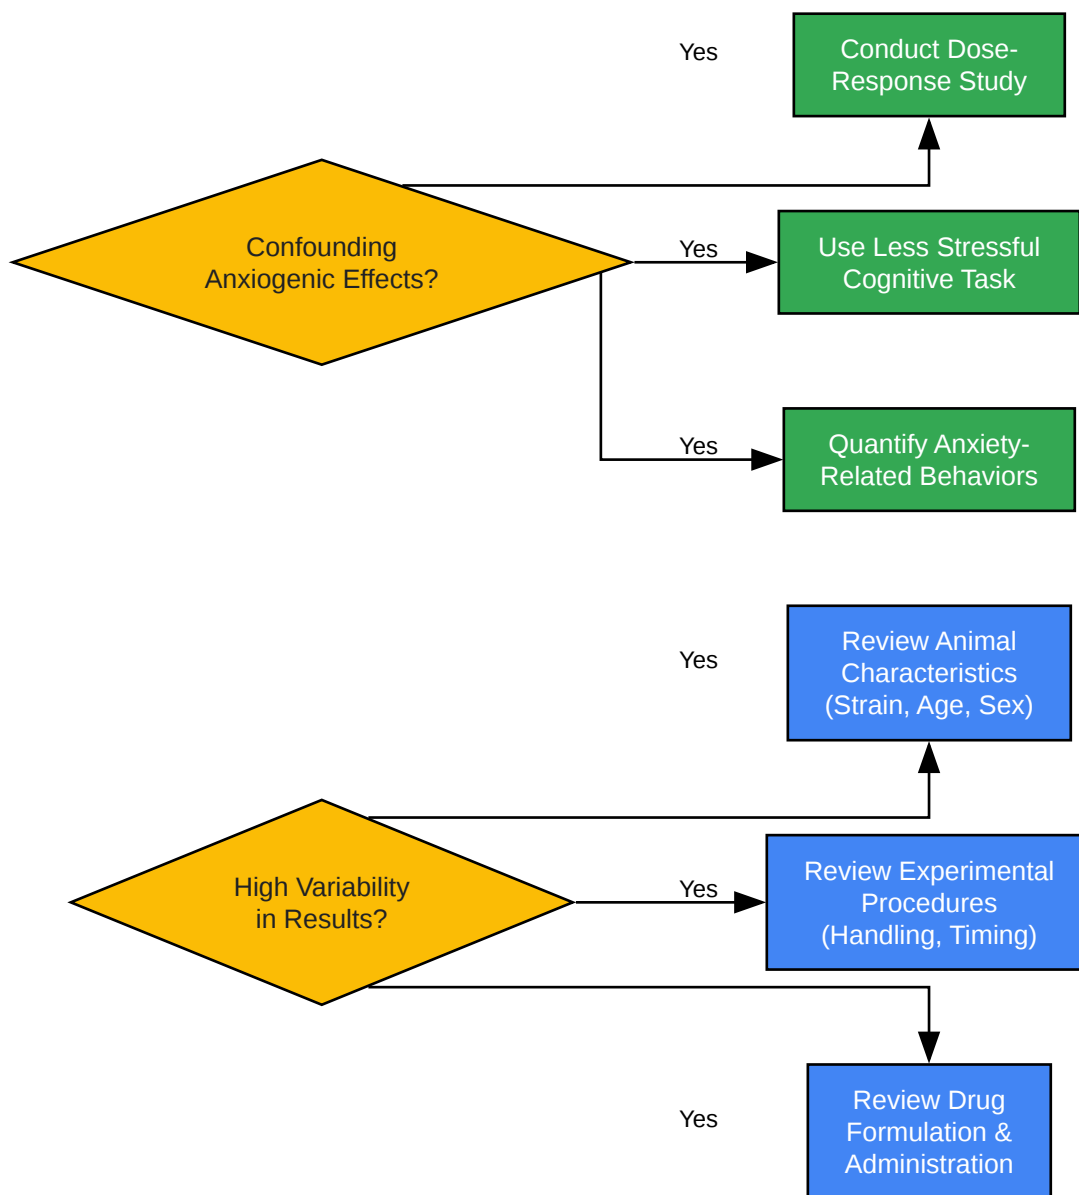 Yes
Conduct Dose-
Response Study
Confounding
Anxiogenic Effects?
Yes
Use Less Stressful
Cognitive Task
Yes
Quantify Anxiety-
Related Behaviors
Yes
Review Animal
Characteristics
(Strain, Age, Sex)
High Variability
in Results?
Yes
Review Experimental
Procedures
(Handling, Timing)
Yes
Review Drug
Formulation &
Administration